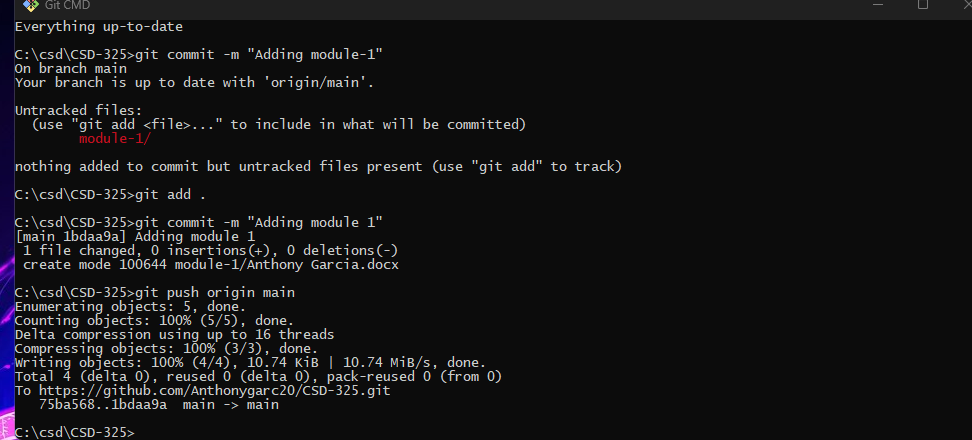 Git CMD
Everything up-to-date
C:\csd\CSD-325>git commit -m "Adding module-1"
On branch main
Your branch is up to date with 'origin/main'.
Untracked files:
  (use "git add <file>..." to include in what will be committed)
        module-1/
nothing added to commit but untracked files present (use "git add" to track)
C:\csd\CSD-325>git add .
C:\csd\CSD-325>git commit -m "Adding module 1"
[main 1bdaa9a] Adding module 1
 1 file changed, 0 insertions(+), 0 deletions(-)
 create mode 100644 module-1/Anthony Garcia.docx
C:\csd\CSD-325>git push origin main
Enumerating objects: 5, done.
Counting objects: 100% (5/5), done.
Delta compression using up to 16 threads
Compressing objects: 100% (3/3), done.
Writing objects: 100% (4/4), 10.74 KiB | 10.74 MiB/s, done.
Total 4 (delta 0), reused 0 (delta 0), pack-reused 0 (from 0)
To https://github.com/Anthonygarc20/CSD-325.git
   75ba568..1bdaa9a  main -> main
C:\csd\CSD-325>